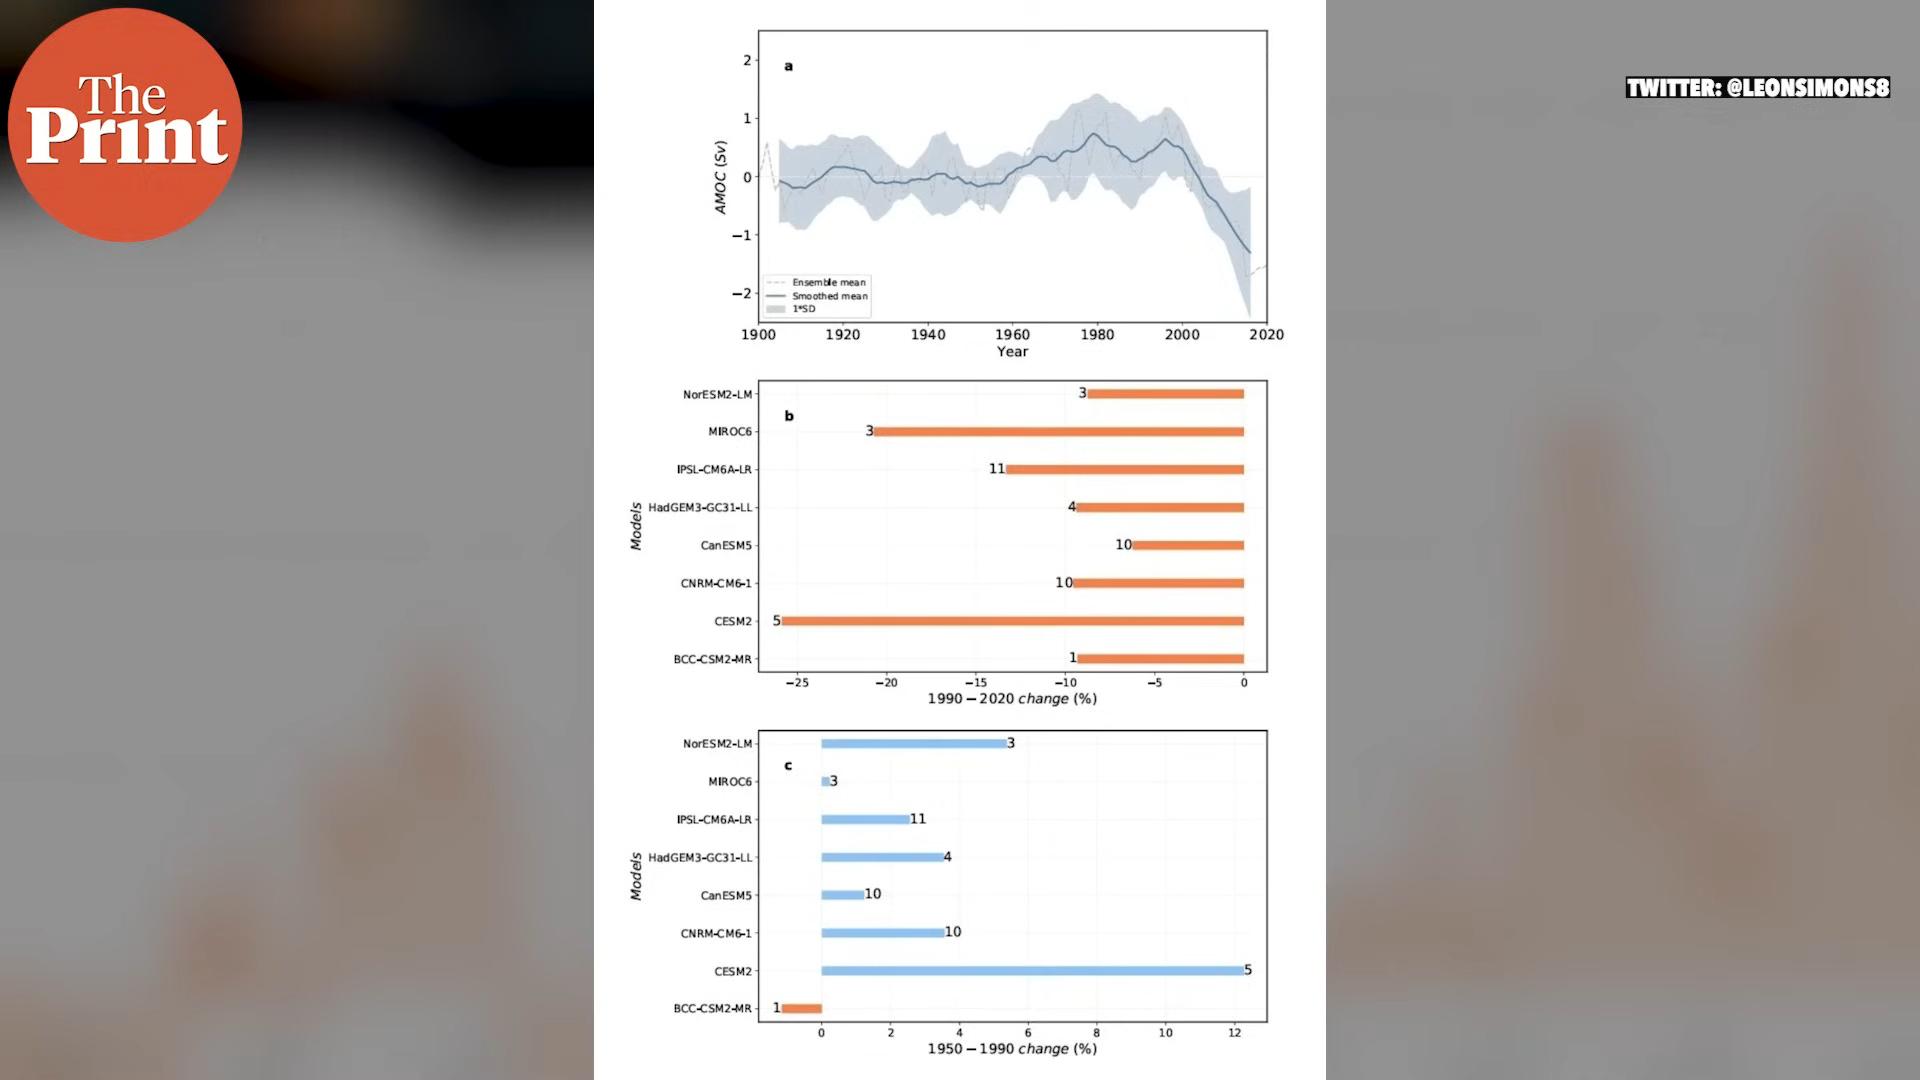 The
Print
TWITTER: @LEONSIMONS8
a
2
1
0
−1
−2
AMOC (Sv)
Ensemble mean
Smoothed mean
1*SD
1900 1920 1940 1960 1980 2000 2020
Year
b
Models
NorESM2-LM 3
MIROC6 3
IPSL-CM6A-LR 11
HadGEM3-GC31-LL 4
CanESM5 10
CNRM-CM6-1 10
CESM2 5
BCC-CSM2-MR 1
−25 −20 −15 −10 −5 0
1990 − 2020 change (%)
c
Models
NorESM2-LM 3
MIROC6 3
IPSL-CM6A-LR 11
HadGEM3-GC31-LL 4
CanESM5 10
CNRM-CM6-1 10
CESM2 5
BCC-CSM2-MR 1
0 2 4 6 8 10 12
1950 − 1990 change (%)